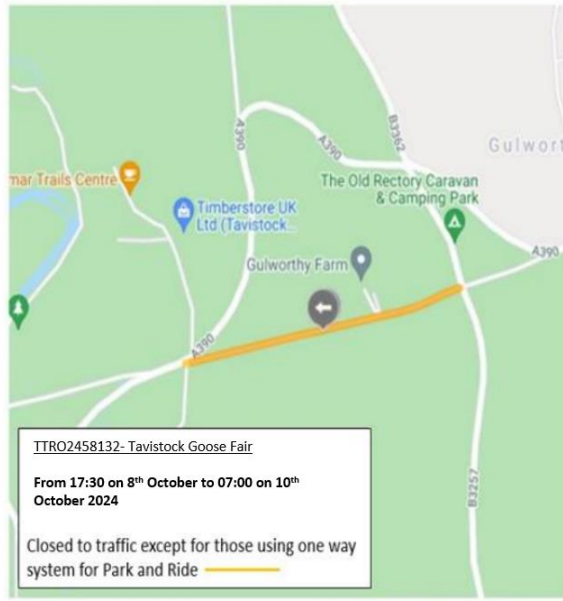 A390
A390
B3362
Gulwort
mar Trails Centre
The Old Rectory Caravan
& Camping Park
Timberstore UK
Ltd (Tavistock...
Gulworthy Farm
A390
A390
B3257
TTRO2458132- Tavistock Goose Fair
From 17:30 on 8th October to 07:00 on 10th
October 2024
Closed to traffic except for those using one way
system for Park and Ride